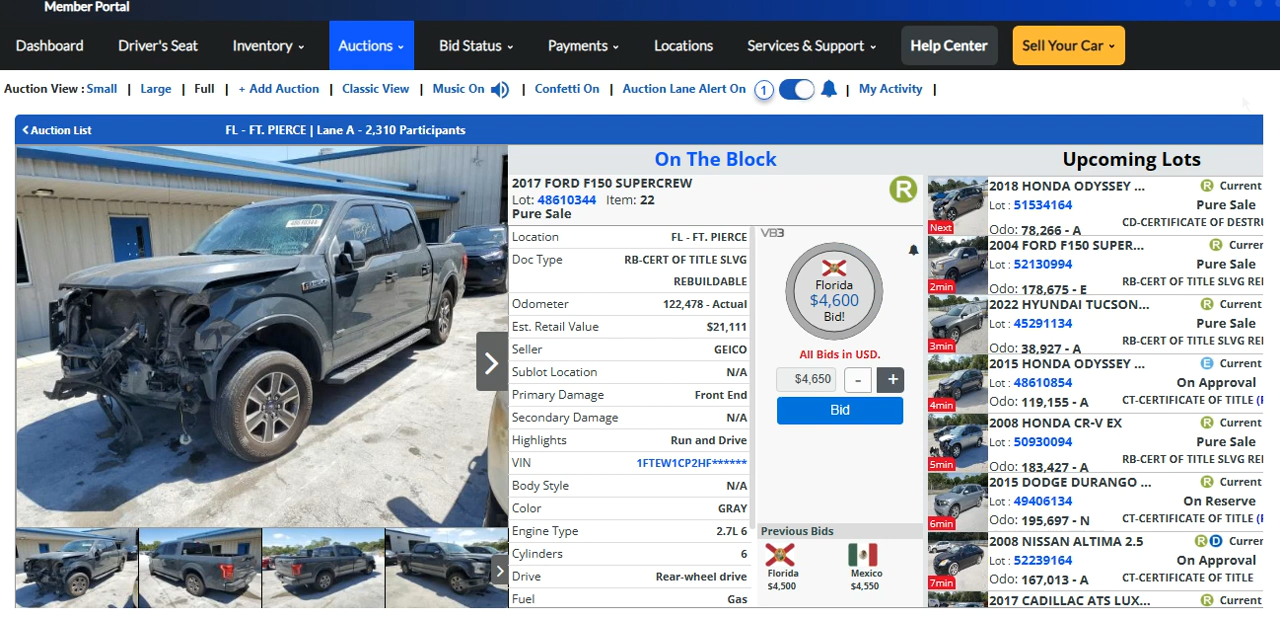 Member Portal
Dashboard Driver's Seat Inventory Auctions Bid Status Payments Locations Services & Support Help Center Sell Your Car
Auction View : Small | Large | Full | + Add Auction | Classic View | Music On | Confetti On | Auction Lane Alert On 1 | My Activity |
Auction List FL - FT. PIERCE | Lane A - 2,310 Participants
On The Block
2017 FORD F150 SUPERCREW
Lot: 48610344 Item: 22
Pure Sale
R
Location FL - FT. PIERCE
Doc Type RB-CERT OF TITLE SLVG
REBUILDABLE
Odometer 122,478 - Actual
Est. Retail Value $21,111
Seller GEICO
Sublot Location N/A
Primary Damage Front End
Secondary Damage N/A
Highlights Run and Drive
VIN 1FTEW1CP2HF******
Body Style N/A
Color GRAY
Engine Type 2.7L 6
Cylinders 6
Drive Rear-wheel drive
Fuel Gas
VB3
Florida
$4,600
Bid!
All Bids in USD.
$4,650 - +
Bid
Previous Bids
Florida Mexico
$4,500 $4,550
Upcoming Lots
2018 HONDA ODYSSEY ... R Current
Lot : 51534164 Pure Sale
Next Odo: 78,266 - A CD-CERTIFICATE OF DESTRU
2004 FORD F150 SUPER... R Curren
Lot : 52130994 Pure Sale
2min Odo: 178,675 - E RB-CERT OF TITLE SLVG REI
2022 HYUNDAI TUCSON... R Current
Lot : 45291134 Pure Sale
3min Odo: 38,927 - A RB-CERT OF TITLE SLVG REI
2015 HONDA ODYSSEY ... E Current
Lot : 48610854 On Approval
4min Odo: 119,155 - A CT-CERTIFICATE OF TITLE (F
2008 HONDA CR-V EX R Current
Lot : 50930094 Pure Sale
5min Odo: 183,427 - A RB-CERT OF TITLE SLVG REI
2015 DODGE DURANGO ... R Current
Lot : 49406134 On Reserve
6min Odo: 195,697 - N CT-CERTIFICATE OF TITLE (F
2008 NISSAN ALTIMA 2.5 R D Curren
Lot : 52239164 On Approval
7min Odo: 167,013 - A CT-CERTIFICATE OF TITLE
2017 CADILLAC ATS LUX... R Current
48610344